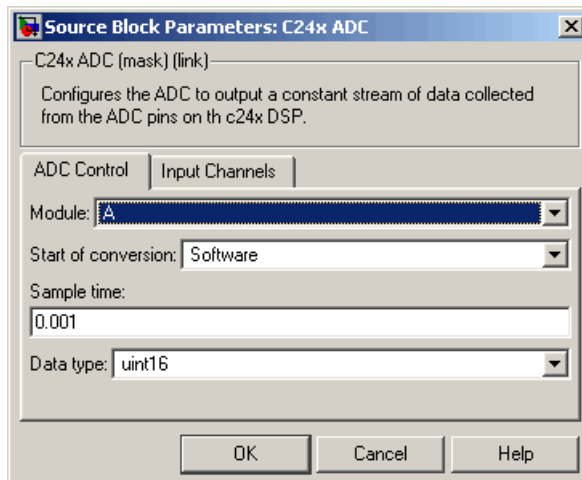 Source Block Parameters: C24x ADC
C24x ADC (mask) (link)
Configures the ADC to output a constant stream of data collected
from the ADC pins on th c24x DSP.
ADC Control Input Channels
Module: A
Start of conversion: Software
Sample time:
0.001
Data type: uint16
OK Cancel Help